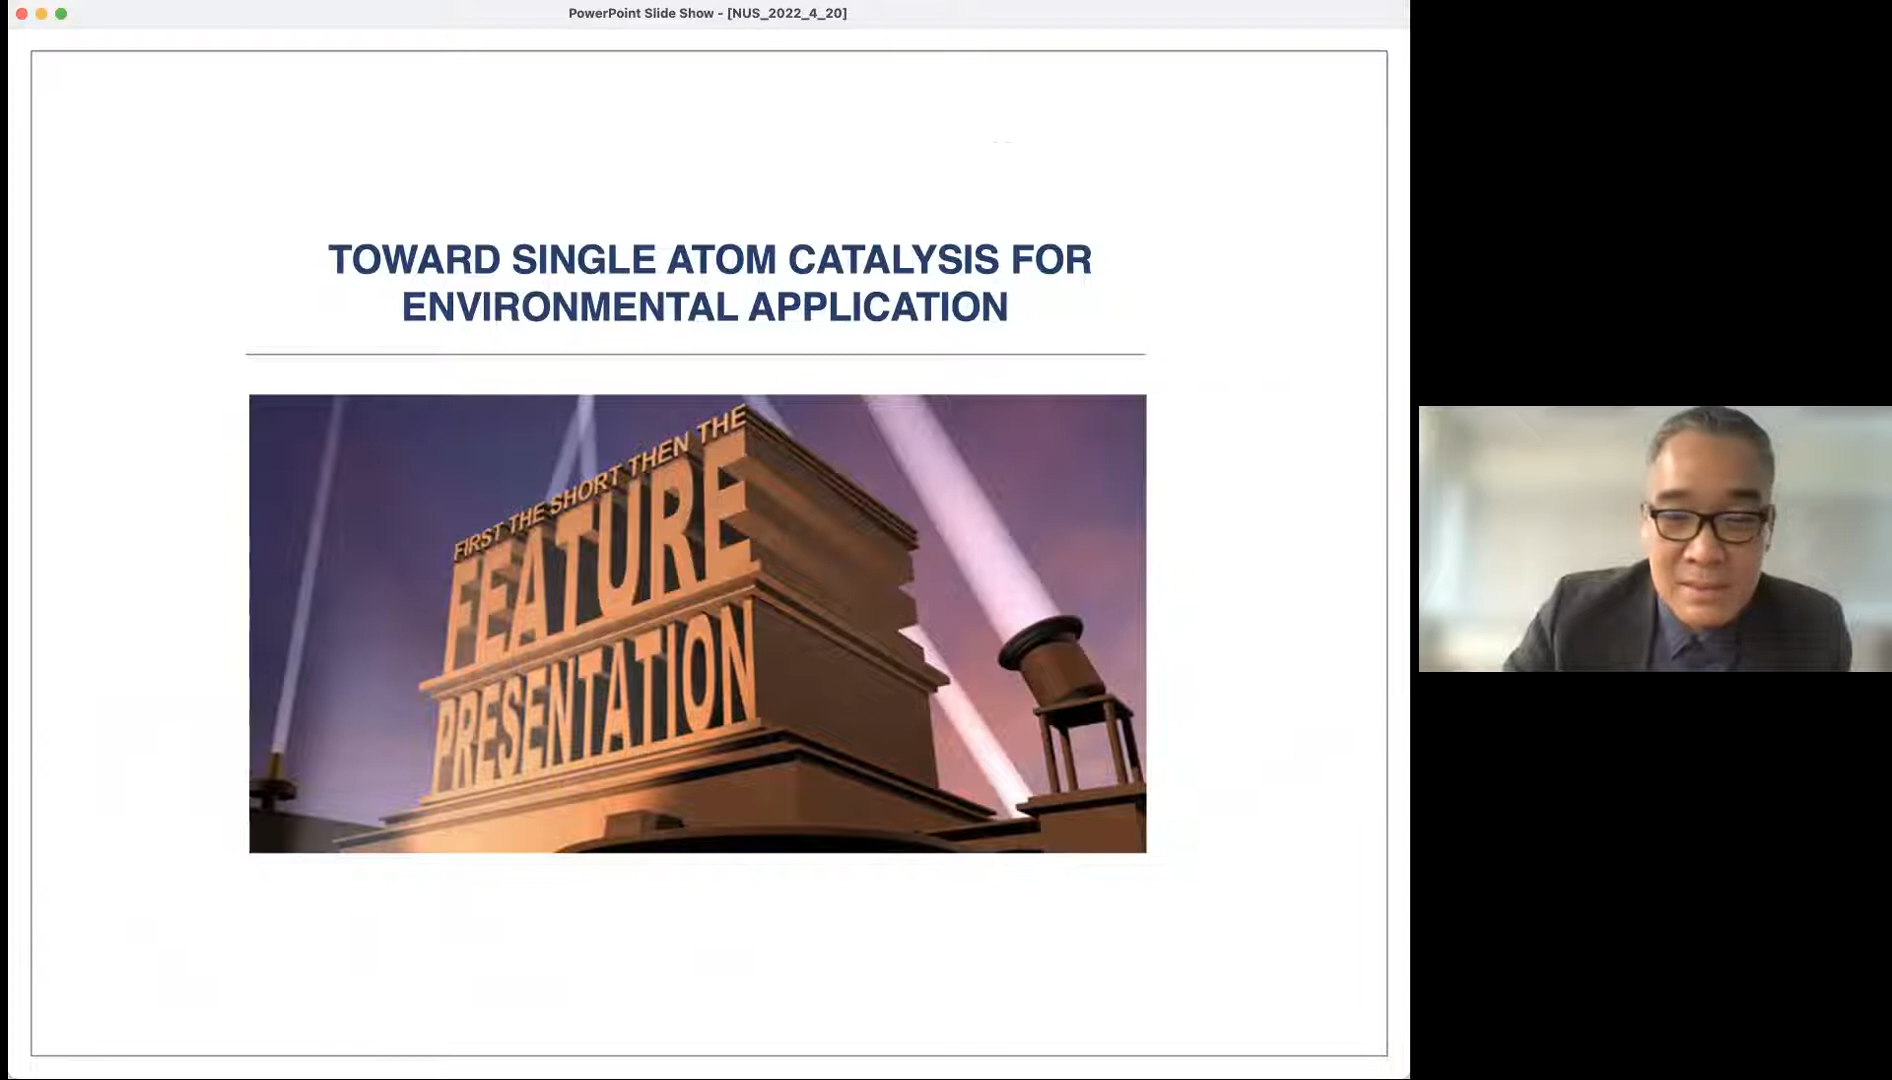 PowerPoint Slide Show - [NUS_2022_4_20]
TOWARD SINGLE ATOM CATALYSIS FOR
ENVIRONMENTAL APPLICATION
FIRST THE SHORT THEN THE
FEATURE
PRESENTATION